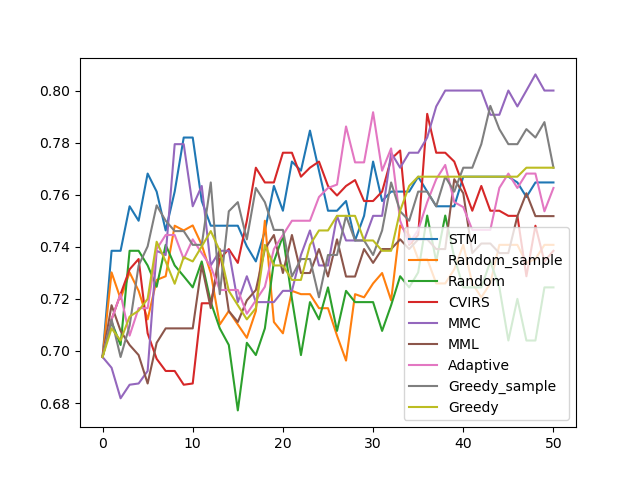 0.80
0.78
0.76
0.74
0.72
0.70
0.68
0
10
20
30
40
50
STM
Random_sample
Random
CVIRS
MMC
MML
Adaptive
Greedy_sample
Greedy